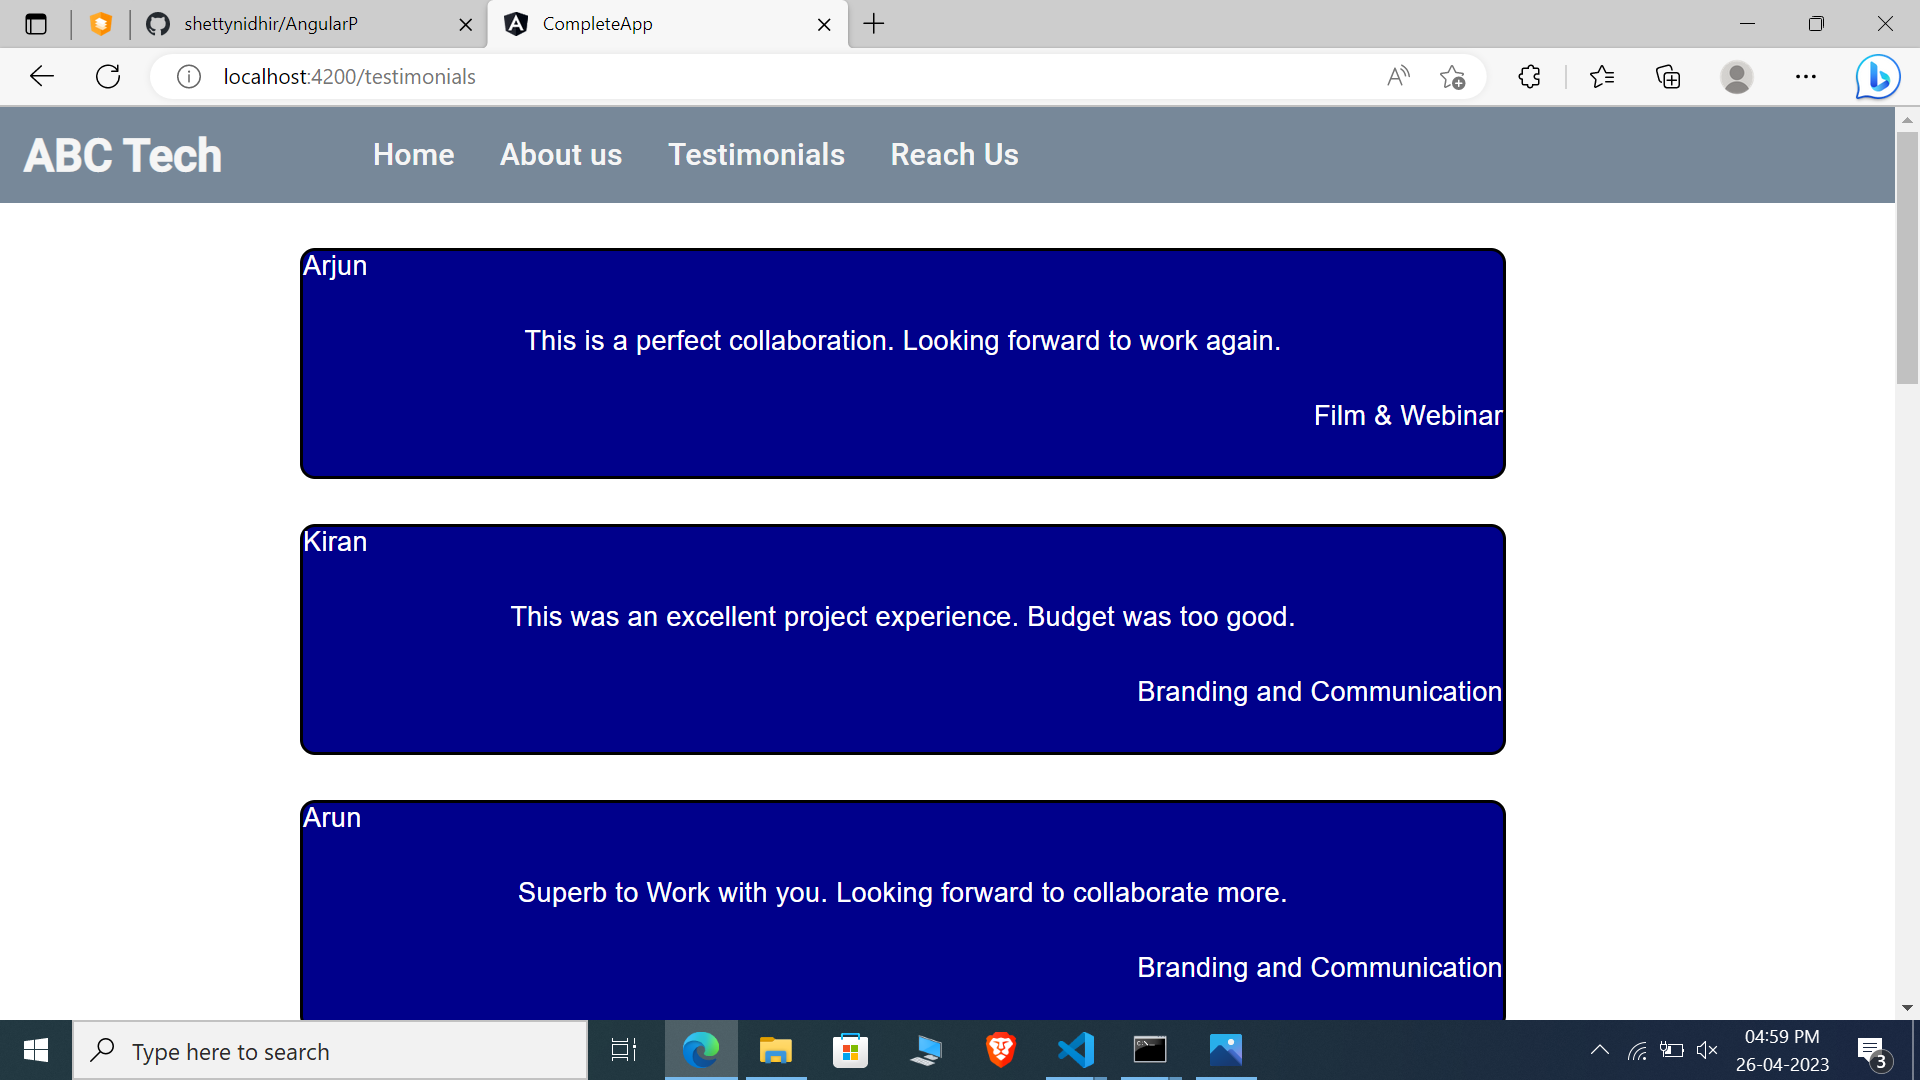 shettynidhir/AngularP
CompleteApp
localhost:4200/testimonials
ABC Tech
Home
About us
Testimonials
Reach Us
Arjun
This is a perfect collaboration. Looking forward to work again.
Film & Webinar
Kiran
This was an excellent project experience. Budget was too good.
Branding and Communication
Arun
Superb to Work with you. Looking forward to collaborate more.
Branding and Communication
Type here to search
04:59 PM
26-04-2023
3